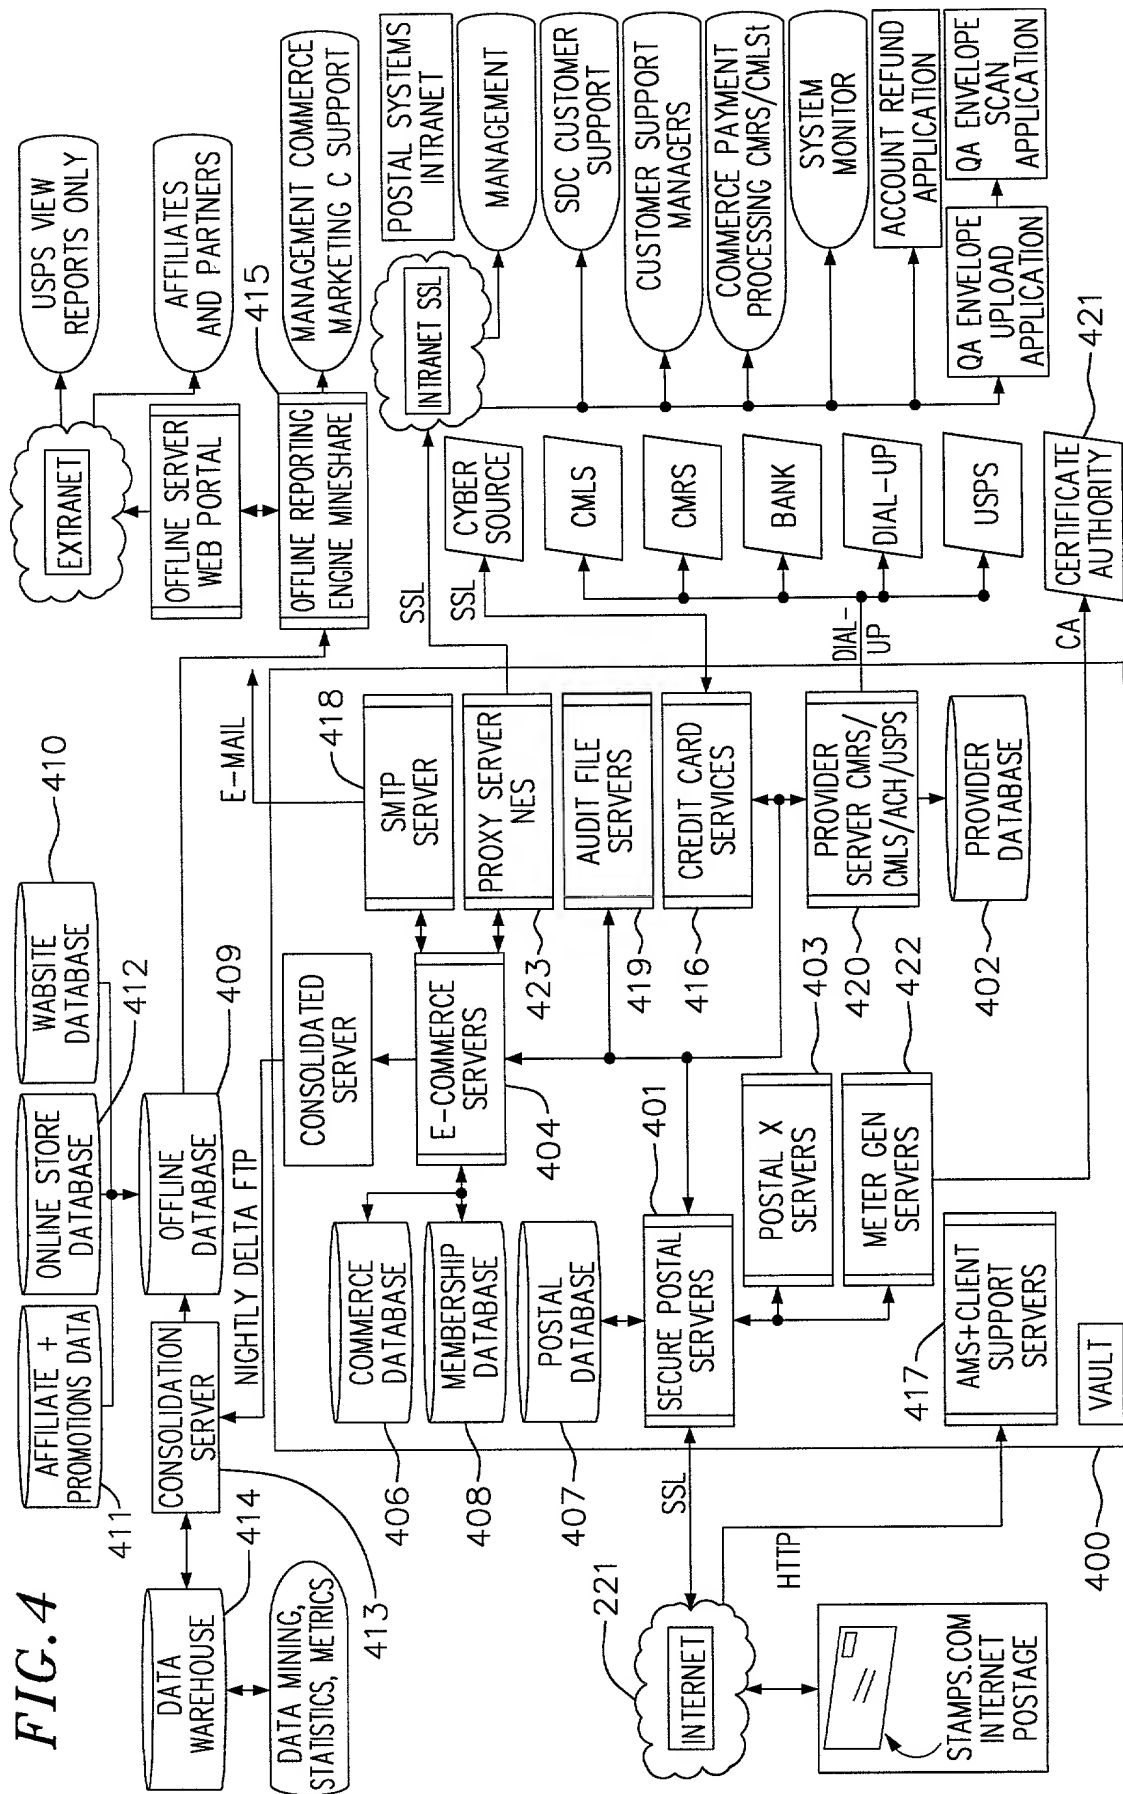 FIG.4
DATA
WAREHOUSE
414
DATA MINING,
STATISTICS, METRICS
413
AFFILIATE +
PROMOTIONS DATA
411
ONLINE STORE
DATABASE
412
WABSITE
DATABASE
410
CONSOLIDATION
SERVER
OFFLINE
DATABASE
409
NIGHTLY DELTA FTP
E-MAIL
EXTRANET
USPS VIEW
REPORTS ONLY
AFFILIATES
AND PARTNERS
OFFLINE SERVER
WEB PORTAL
415
OFFLINE REPORTING
ENGINE MINESHARE
MANAGEMENT COMMERCE
MARKETING C SUPPORT
CONSOLIDATED
SERVER
COMMERCE
DATABASE
406
MEMBERSHIP
DATABASE
408
POSTAL
DATABASE
407
E-COMMERCE
SERVERS
404
SMTP
SERVER
418
PROXY SERVER
NES
423
AUDIT FILE
SERVERS
419
CREDIT CARD
SERVICES
416
PROVIDER
SERVER CMRS/
CMLS/ACH/USPS
420
PROVIDER
DATABASE
402
SECURE POSTAL
SERVERS
401
POSTAL X
SERVERS
403
METER GEN
SERVERS
422
AMS+CLIENT
SUPPORT
SERVERS
417
VAULT
400
INTERNET
221
SSL
HTTP
STAMPS.COM
INTERNET
POSTAGE
SSL
SSL
DIAL-
UP
CA
CYBER
SOURCE
CMLS
CMRS
BANK
DIAL-UP
USPS
CERTIFICATE
AUTHORITY
421
INTRANET SSL
POSTAL SYSTEMS
INTRANET
MANAGEMENT
SDC CUSTOMER
SUPPORT
CUSTOMER SUPPORT
MANAGERS
COMMERCE PAYMENT
PROCESSING CMRS/CMLSt
SYSTEM
MONITOR
ACCOUNT REFUND
APPLICATION
QA ENVELOPE
UPLOAD
APPLICATION
QA ENVELOPE
SCAN
APPLICATION